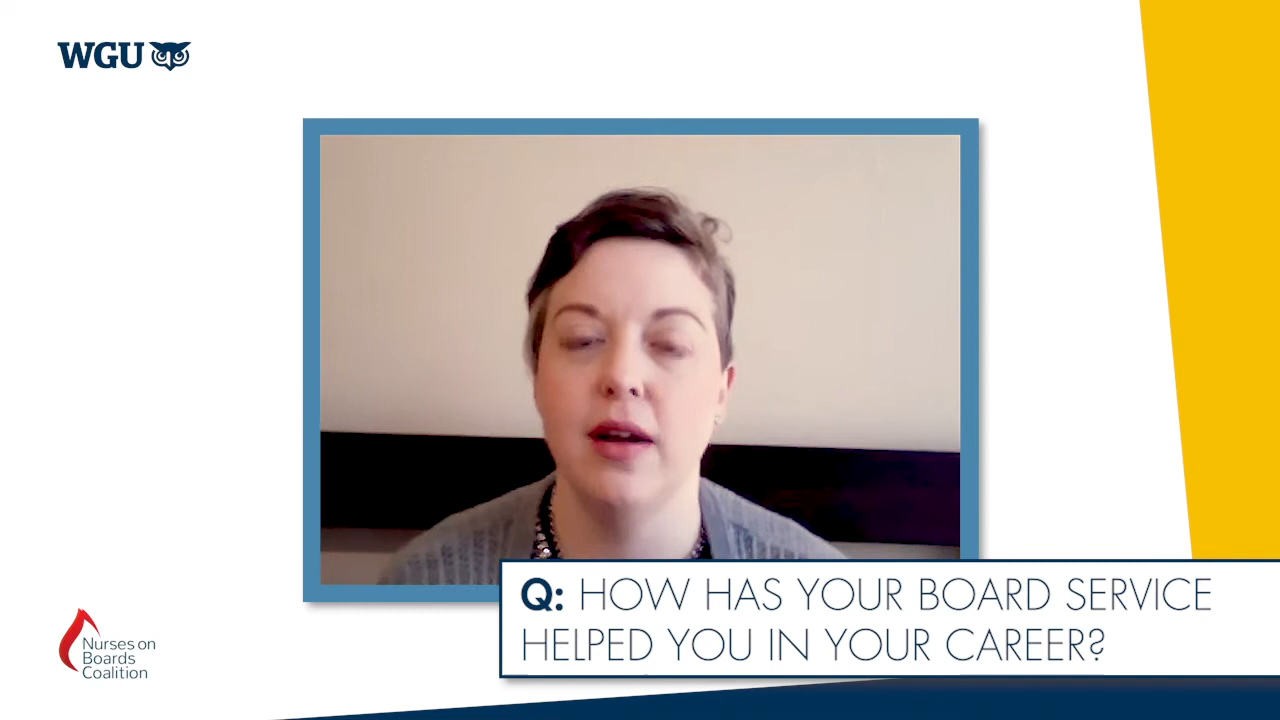 WGU
Q: HOW HAS YOUR BOARD SERVICE
HELPED YOU IN YOUR CAREER?
Nurses on
Boards
Coalition